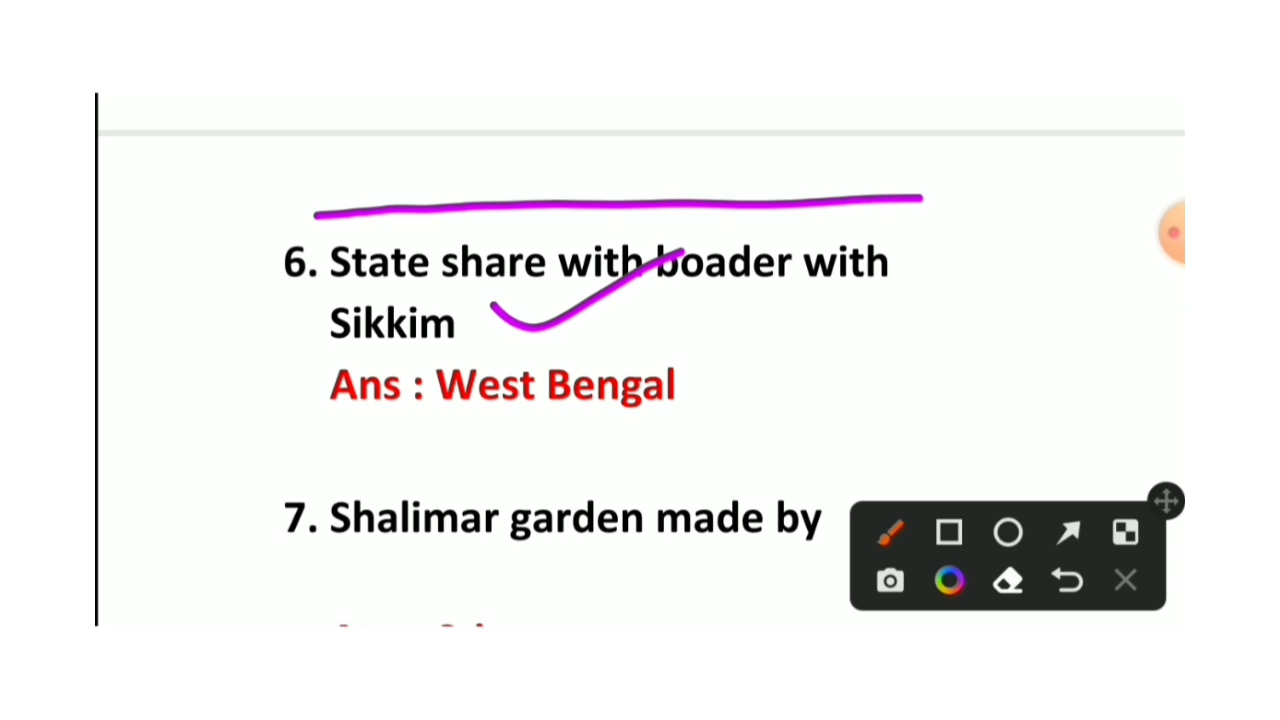 6. State share with boader with
Sikkim
Ans : West Bengal
7. Shalimar garden made by